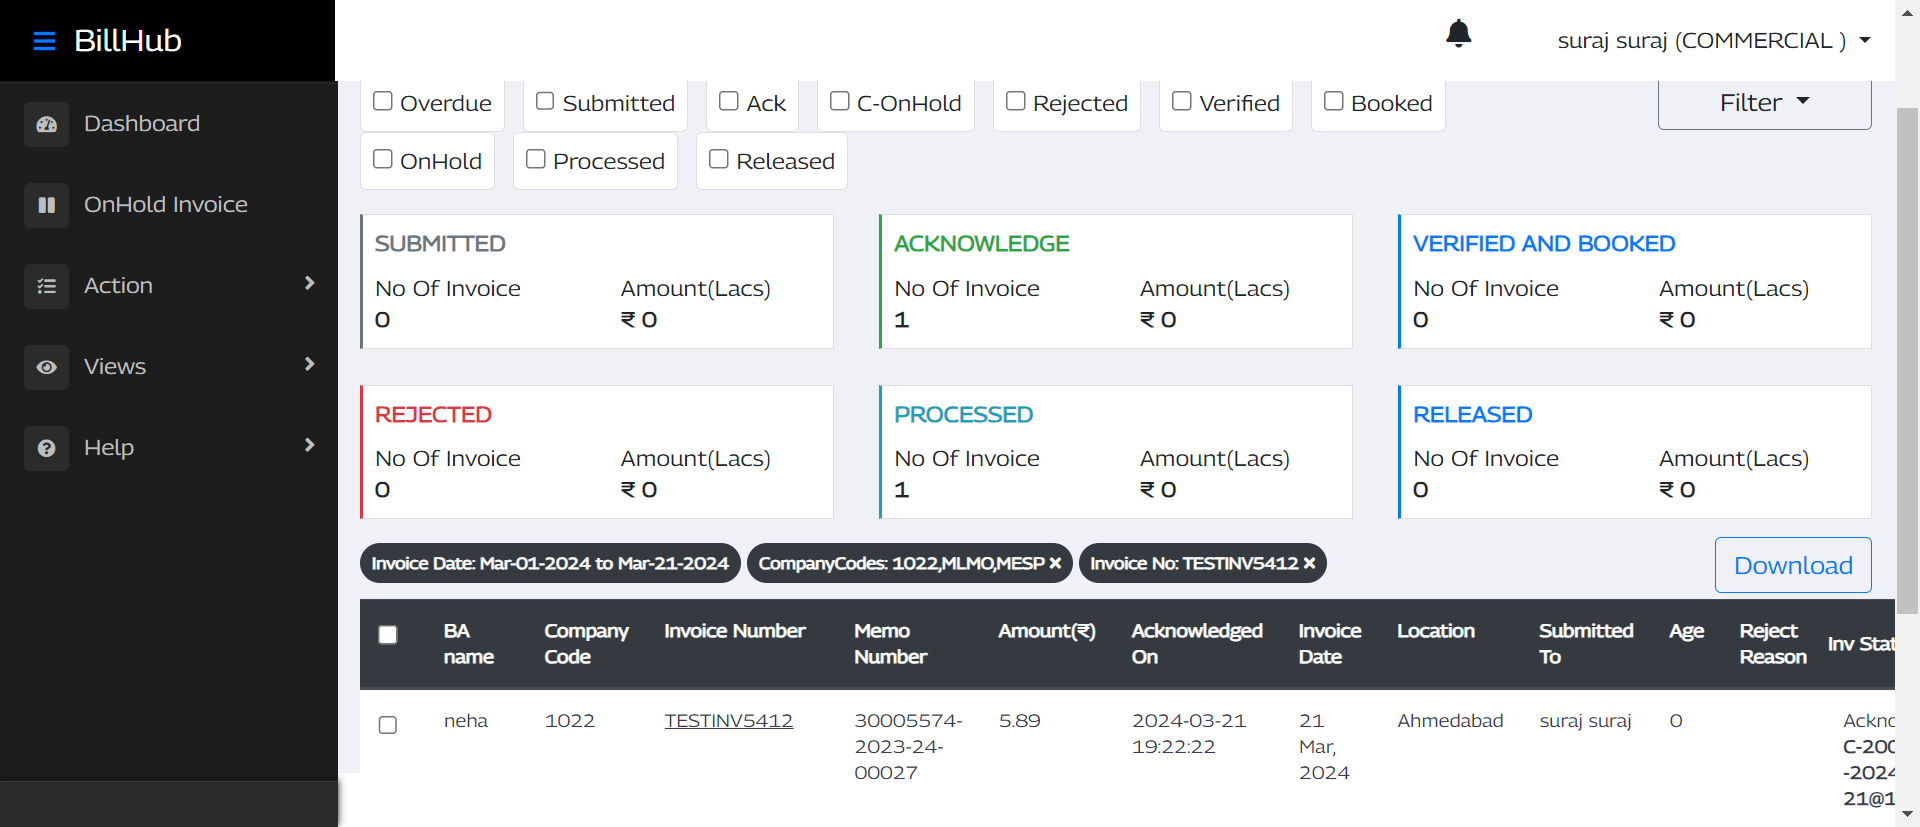 BillHub
suraj suraj (COMMERCIAL )
Dashboard
OnHold Invoice
Action
Views
Help
Overdue
Submitted
Ack
C-OnHold
Rejected
Verified
Booked
Filter
OnHold
Processed
Released
SUBMITTED
No Of Invoice Amount(Lacs)
0 ₹ 0
ACKNOWLEDGE
No Of Invoice Amount(Lacs)
1 ₹ 0
VERIFIED AND BOOKED
No Of Invoice Amount(Lacs)
0 ₹ 0
REJECTED
No Of Invoice Amount(Lacs)
0 ₹ 0
PROCESSED
No Of Invoice Amount(Lacs)
1 ₹ 0
RELEASED
No Of Invoice Amount(Lacs)
0 ₹ 0
Invoice Date: Mar-01-2024 to Mar-21-2024
CompanyCodes: 1022,MLMO,MESP ×
Invoice No: TESTINV5412 ×
Download
BA
name
Company
Code
Invoice Number
Memo
Number
Amount(₹)
Acknowledged
On
Invoice
Date
Location
Submitted
To
Age
Reject
Reason
Inv Stat
neha
1022
TESTINV5412
30005574-
2023-24-
00027
5.89
2024-03-21
19:22:22
21
Mar,
2024
Ahmedabad
suraj suraj
0
Ackno
C-200
-2024
21@1